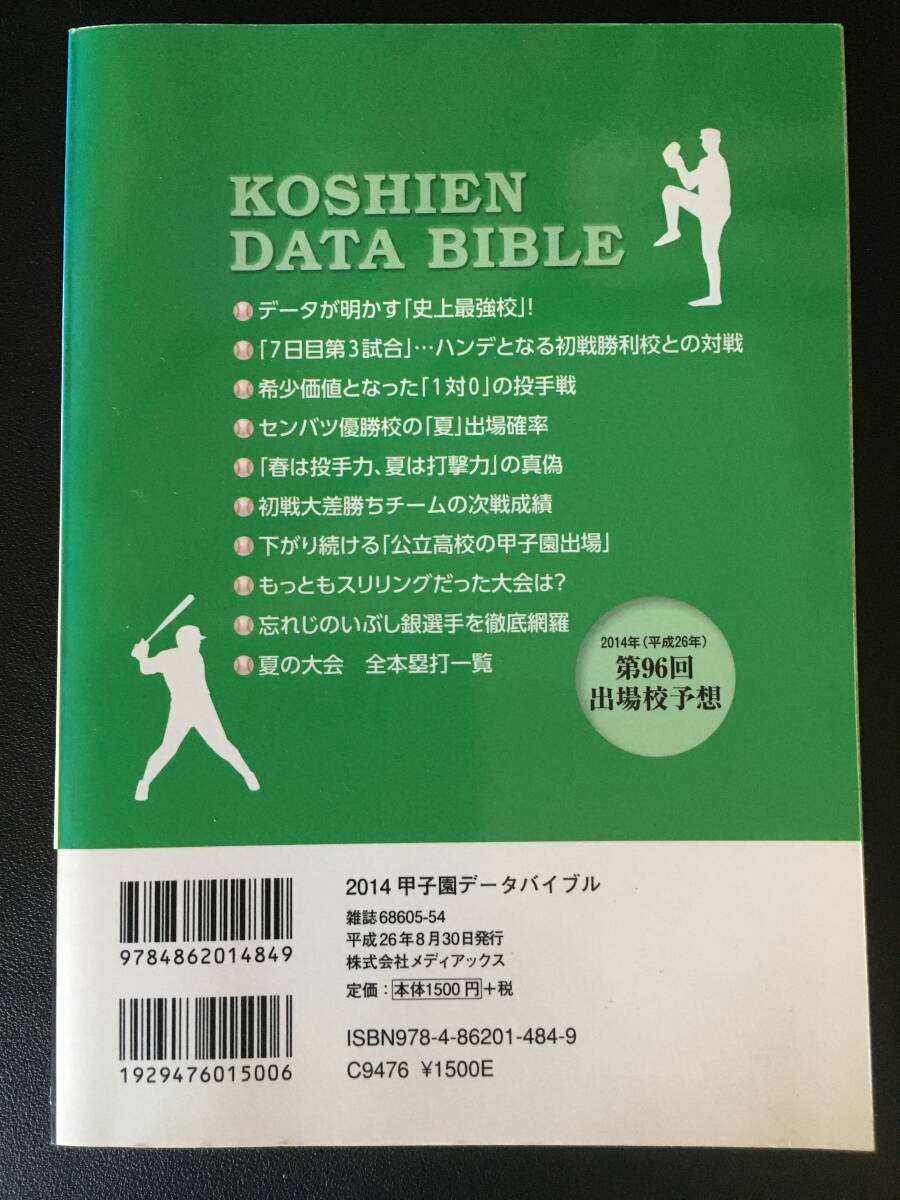 KOSHIEN
DATA BIBLE
データが明かす「史上最強校」!
「7日目第3試合」…ハンデとなる初戦勝利校との対戦
希少価値となった「1対0」の投手戦
センバツ優勝校の「夏」出場確率
「春は投手力、夏は打撃力」の真偽
初戦大差勝ちチームの次戦成績
下がり続ける「公立高校の甲子園出場」
もっともスリリングだった大会は?
忘れじのいぶし銀選手を徹底網羅
夏の大会　全本塁打一覧
2014年(平成26年)
第96回
出場校予想
9784862014849
1929476015006
2014 甲子園データバイブル
雑誌68605-54
平成26年8月30日発行
株式会社メディアックス
定価：本体1500円+税
ISBN978-4-86201-484-9
C9476 ¥1500E